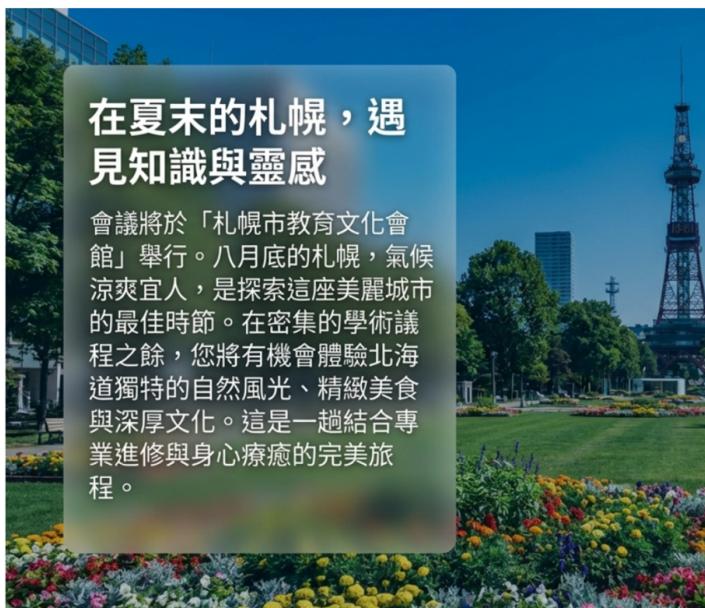 在夏末的札幌，遇
見知識與靈感
會議將於「札幌市教育文化會
館」舉行。八月底的札幌，氣候
涼爽宜人，是探索這座美麗城市
的最佳時節。在密集的學術議
程之餘，您將有機會體驗北海
道獨特的自然風光、精緻美食
與深厚文化。這是一趟結合專
業進修與身心療癒的完美旅
程。